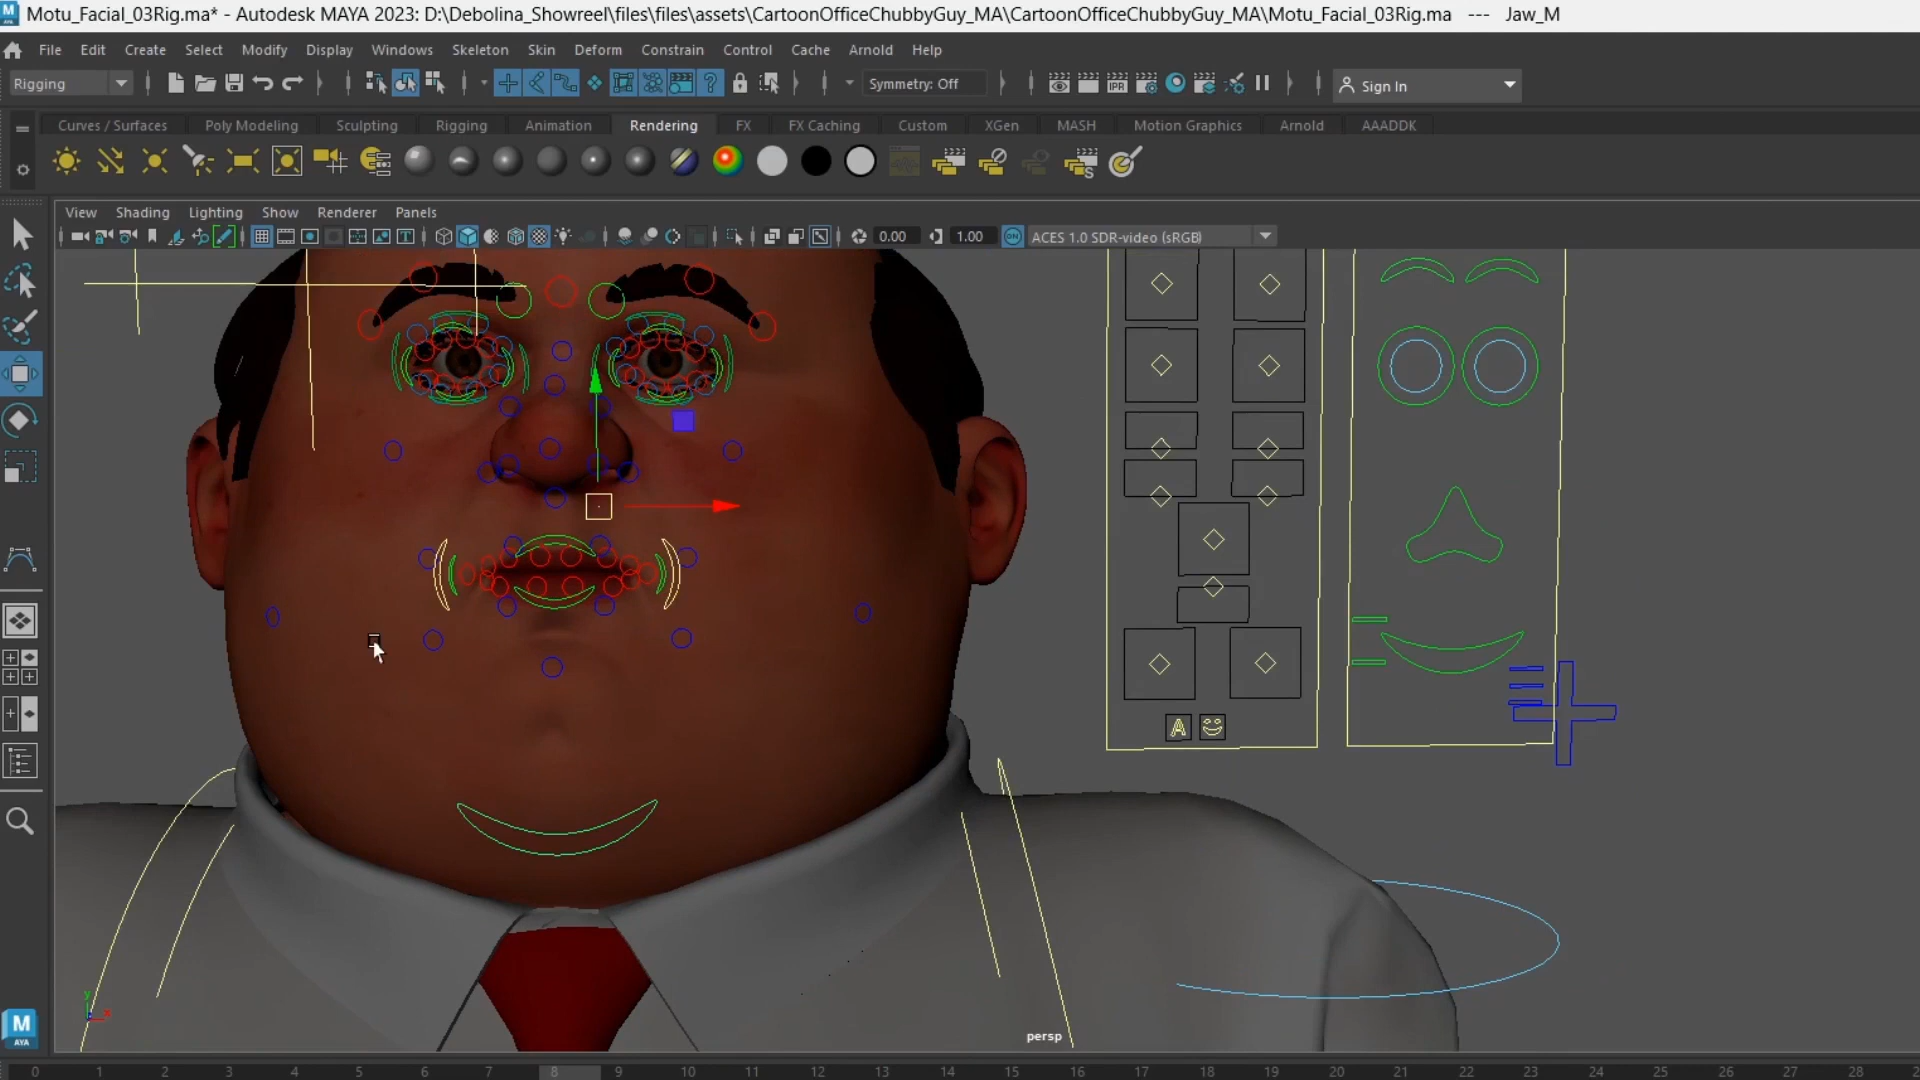 Motu_Facial_03Rig.ma* - Autodesk MAYA 2023: D:\Debolina_Showreel\files\files\assets\CartoonOfficeChubbyGuy_MA\CartoonOfficeChubbyGuy_MA\Motu_Facial_03Rig.ma --- Jaw_M
File Edit Create Select Modify Display Windows Skeleton Skin Deform Constrain Control Cache Arnold Help
Rigging Symmetry: Off IPR Sign In
Curves / Surfaces Poly Modeling Sculpting Rigging Animation Rendering FX FX Caching Custom XGen MASH Motion Graphics Arnold AAADDK
View Shading Lighting Show Renderer Panels
0.00 1.00 ON ACES 1.0 SDR-video (sRGB)
A
y
x
M
AYA
persp
0 1 2 3 4 5 6 7 8 9 10 11 12 13 14 15 16 17 18 19 20 21 22 23 24 25 26 27 28